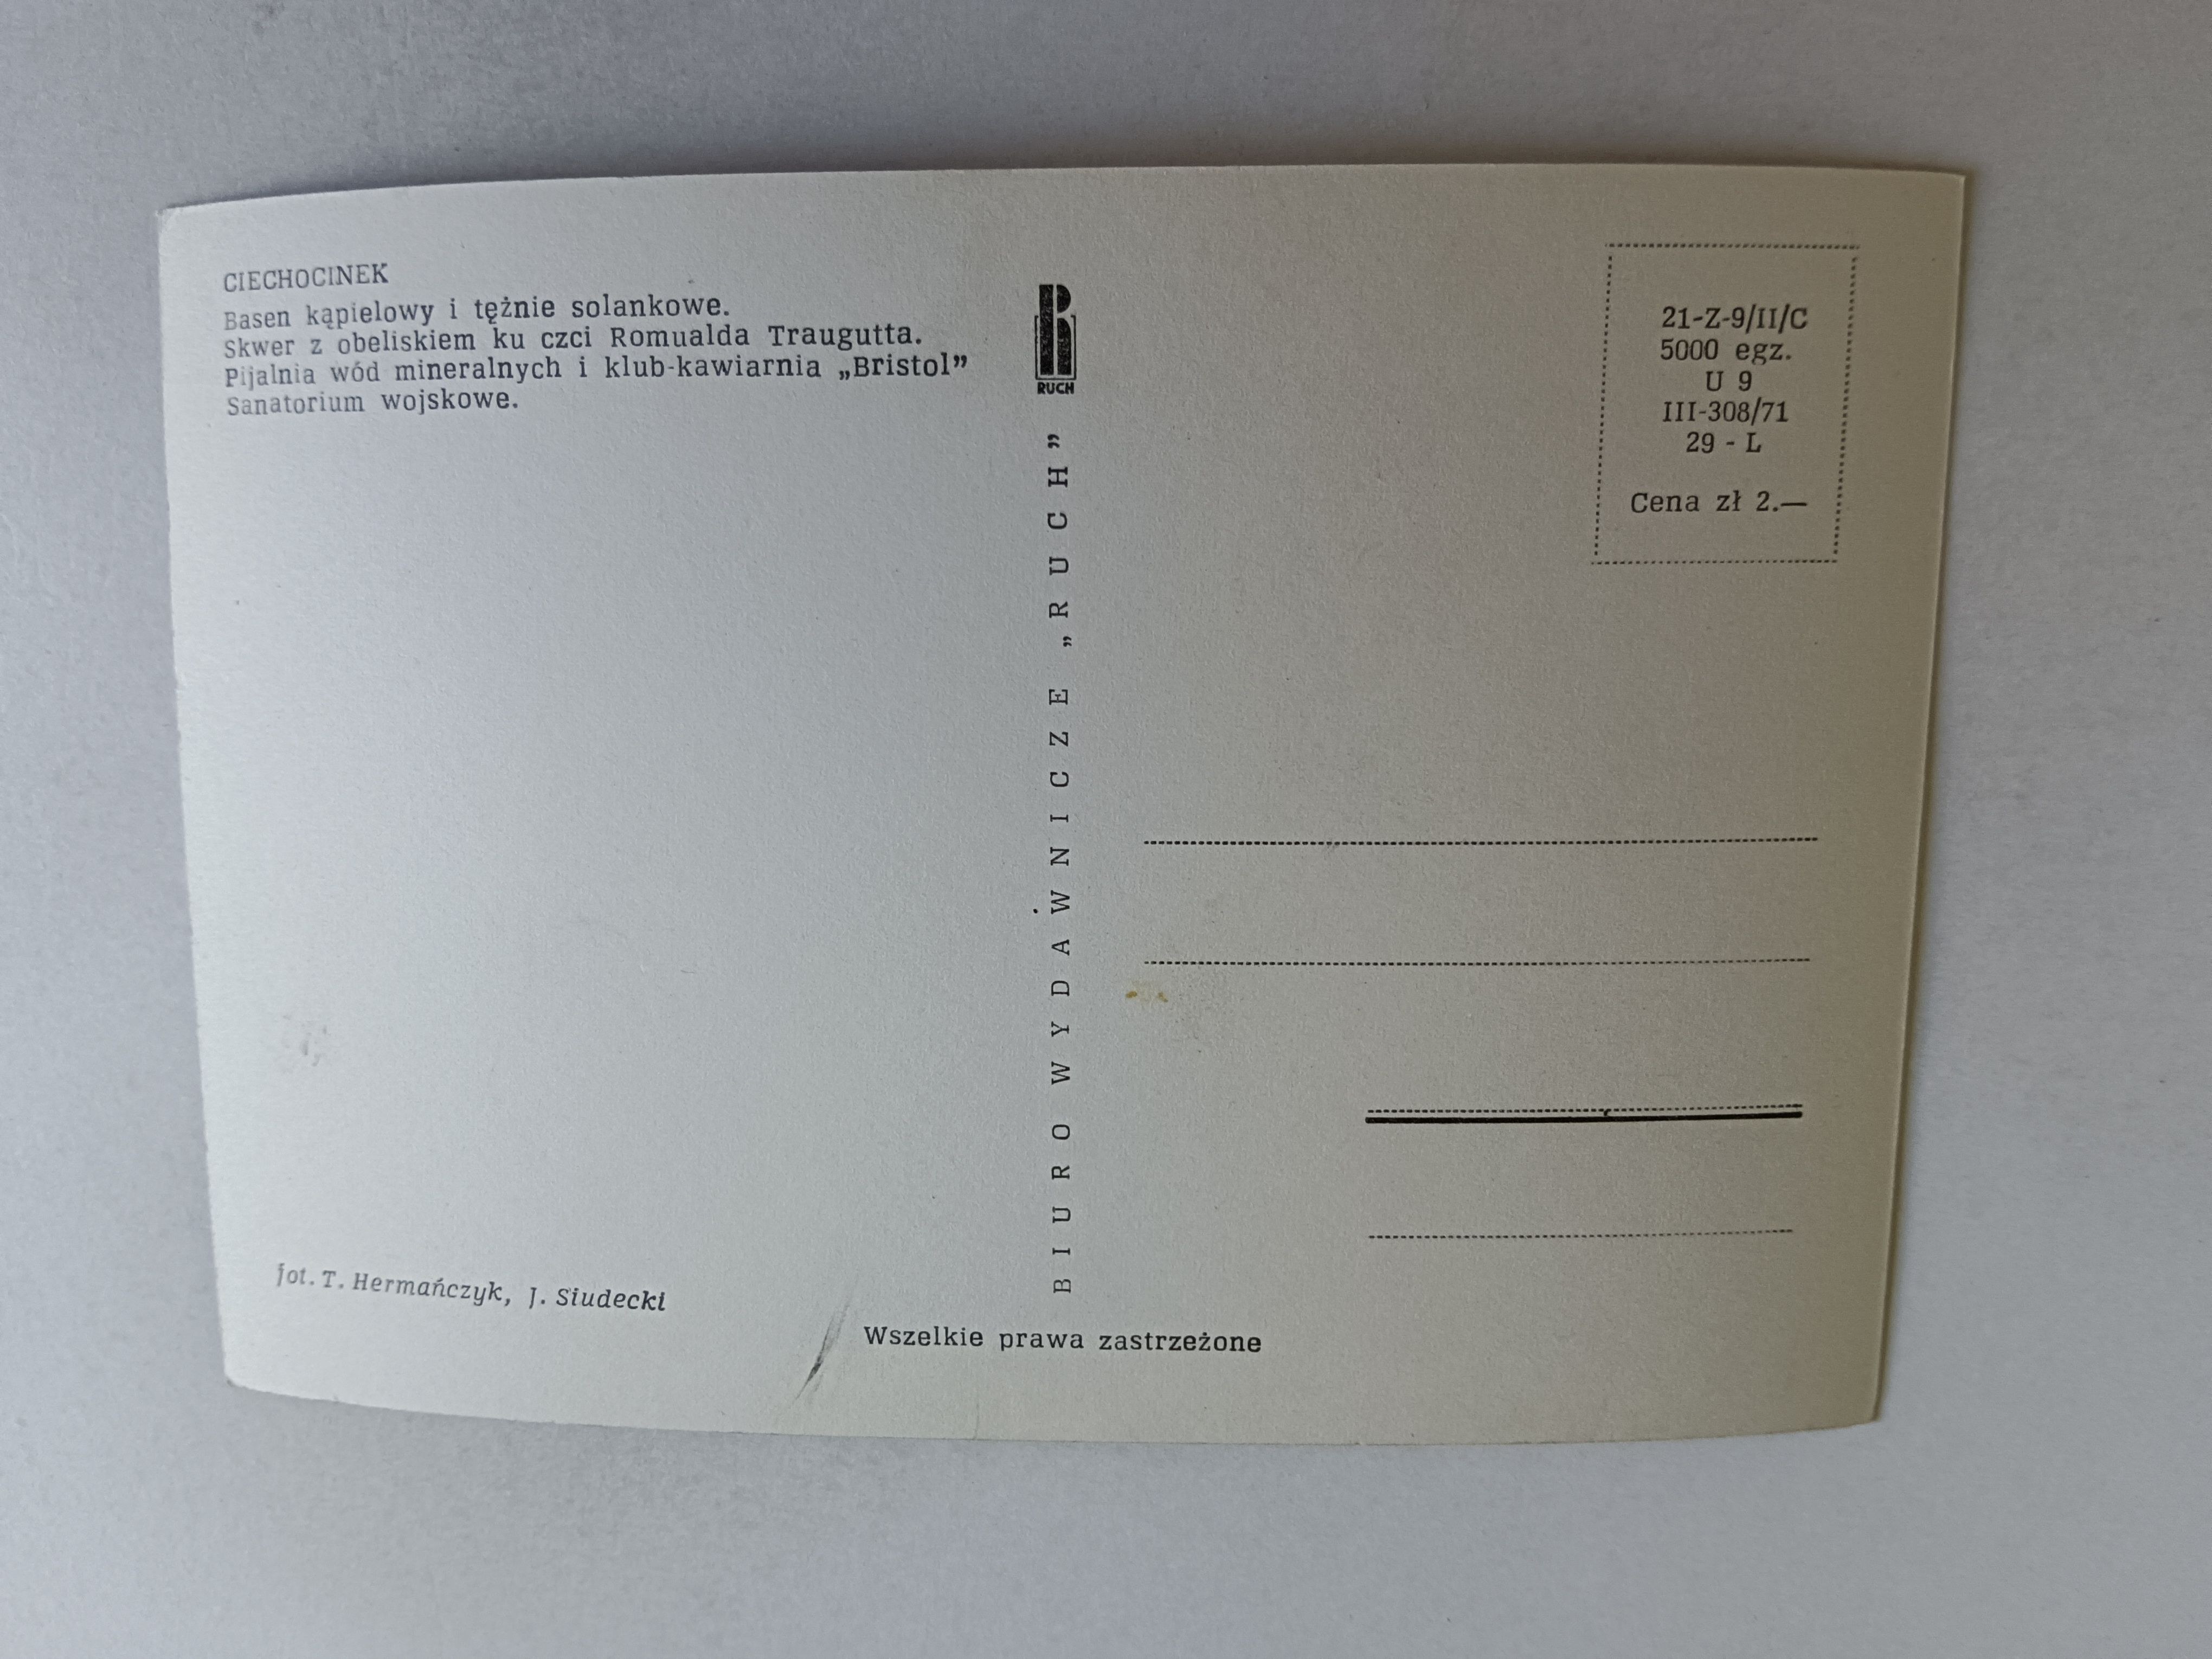 CIECHOCINEK
Basen kąpielowy i tężnie solankowe.
Skwer z obeliskiem ku czci Romualda Traugutta.
Pijalnia wód mineralnych i klub-kawiarnia „Bristol”
Sanatorium wojskowe.
fot. T. Hermańczyk, J. Siudecki
RUCH
BIURO WYDAWNICZE „RUCH”
Wszelkie prawa zastrzeżone
21-Z-9/II/C
5000 egz.
U 9
III-308/71
29 - L
Cena zł 2.—